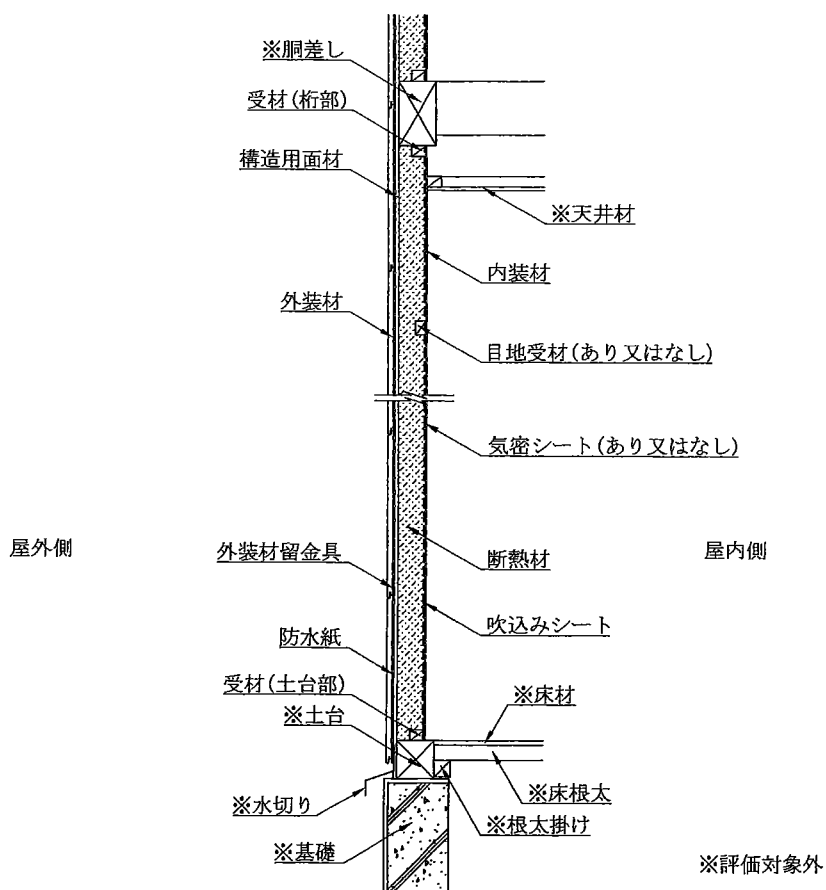 ※胴差し
受材(桁部)
構造用面材
※天井材
内装材
外装材
目地受材(あり又はなし)
気密シート(あり又はなし)
屋外側
外装材留金具
断熱材
屋内側
吹込みシート
防水紙
受材(土台部)
※床材
※土台
※床根太
※水切り
※根太掛け
※基礎
※評価対象外